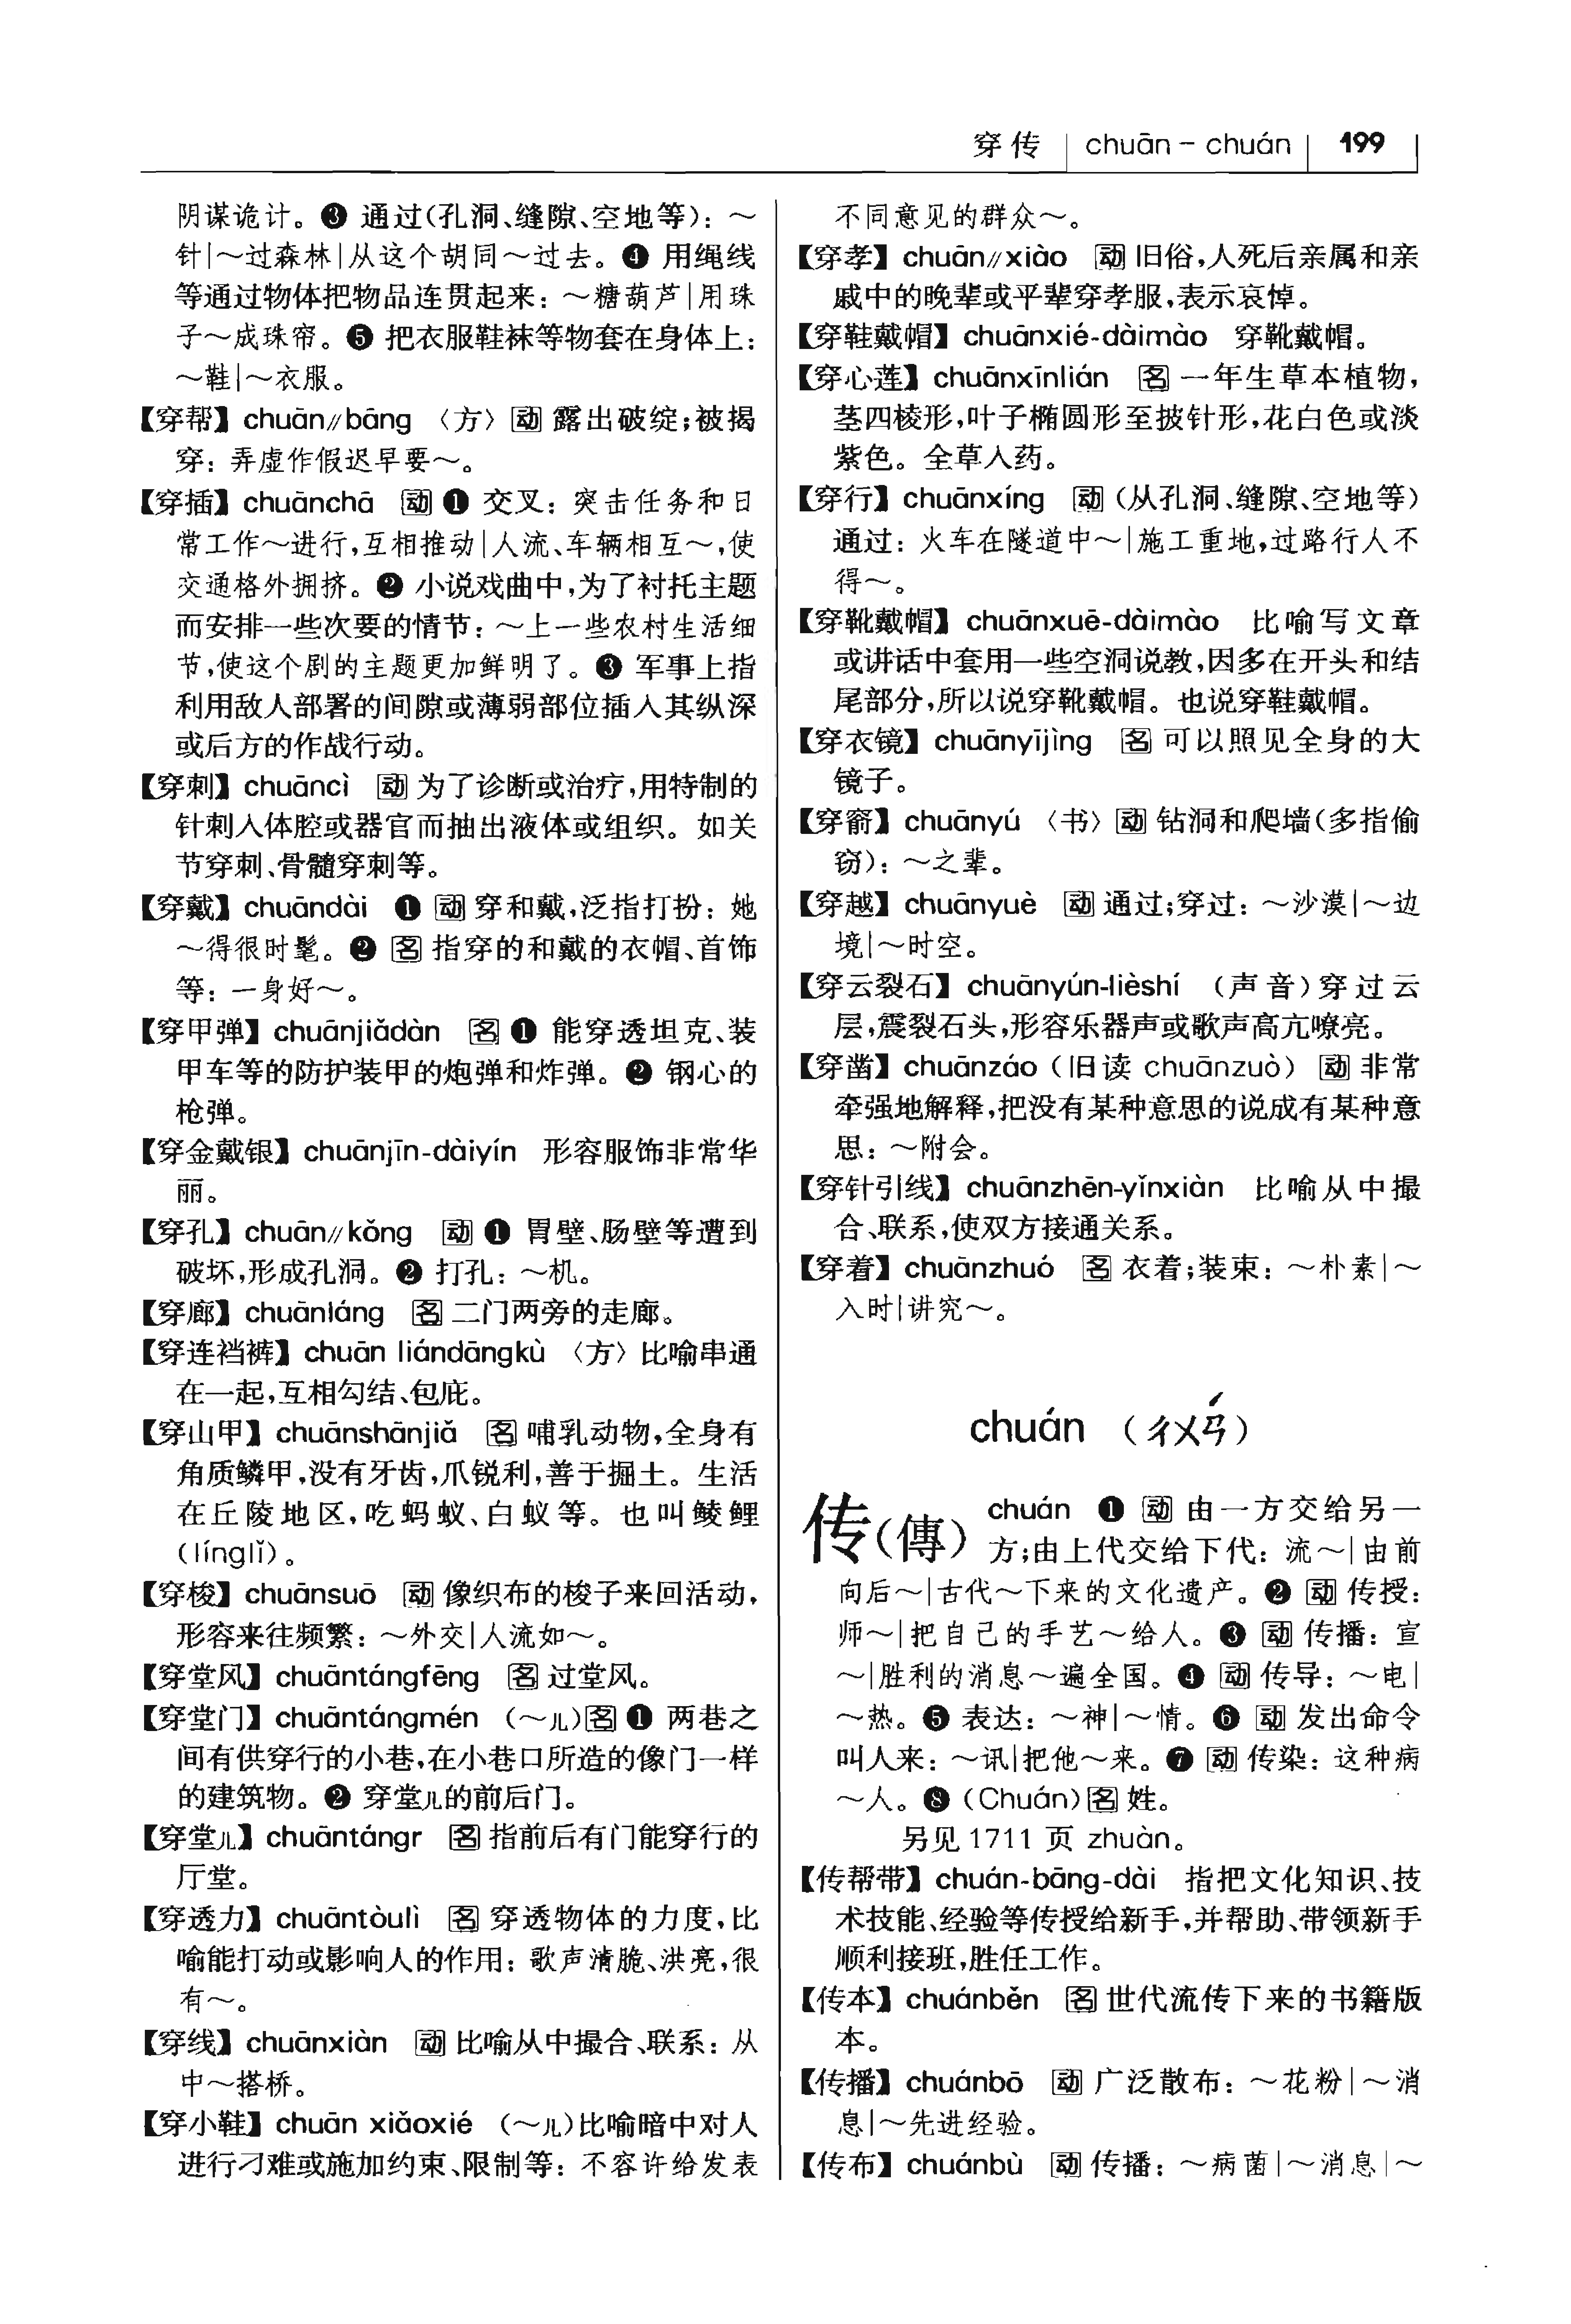 穿传 chuān – chuán 199
阴谋诡计。❸ 通过(孔洞、缝隙、空地等)：～
针|～过森林|从这个胡同～过去。❹ 用绳线
等通过物体把物品连贯起来：～糖葫芦|用珠
子～成珠帘。❺ 把衣服鞋袜等物套在身体上：
～鞋|～衣服。
【穿帮】chuān∥bāng 〈方〉动 露出破绽;被揭
穿：弄虚作假迟早要～。
【穿插】chuānchā 动 ❶ 交叉：突击任务和日
常工作～进行,互相推动|人流、车辆相互～,使
交通格外拥挤。❷ 小说戏曲中,为了衬托主题
而安排一些次要的情节：～上一些农村生活细
节,使这个剧的主题更加鲜明了。❸ 军事上指
利用敌人部署的间隙或薄弱部位插入其纵深
或后方的作战行动。
【穿刺】chuāncì 动 为了诊断或治疗,用特制的
针刺入体腔或器官而抽出液体或组织。如关
节穿刺、骨髓穿刺等。
【穿戴】chuāndài ❶ 动 穿和戴,泛指打扮：她
～得很时髦。❷ 名 指穿的和戴的衣帽、首饰
等：一身好～。
【穿甲弹】chuānjiǎdàn 名 ❶ 能穿透坦克、装
甲车等的防护装甲的炮弹和炸弹。❷ 钢心的
枪弹。
【穿金戴银】chuānjīn-dàiyín 形容服饰非常华
丽。
【穿孔】chuān∥kǒng 动 ❶ 胃壁、肠壁等遭到
破坏,形成孔洞。❷ 打孔：～机。
【穿廊】chuānláng 名 二门两旁的走廊。
【穿连裆裤】chuān liándāngkù 〈方〉比喻串通
在一起,互相勾结、包庇。
【穿山甲】chuānshānjiǎ 名 哺乳动物,全身有
角质鳞甲,没有牙齿,爪锐利,善于掘土。生活
在丘陵地区,吃蚂蚁、白蚁等。也叫鲮鲤
(línglǐ)。
【穿梭】chuānsuō 动 像织布的梭子来回活动,
形容来往频繁：～外交|人流如～。
【穿堂风】chuāntángfēng 名 过堂风。
【穿堂门】chuāntángmén (～儿)名 ❶ 两巷之
间有供穿行的小巷,在小巷口所造的像门一样
的建筑物。❷ 穿堂儿的前后门。
【穿堂儿】chuāntángr 名 指前后有门能穿行的
厅堂。
【穿透力】chuāntòulì 名 穿透物体的力度,比
喻能打动或影响人的作用：歌声清脆、洪亮,很
有～。
【穿线】chuānxiàn 动 比喻从中撮合、联系：从
中～搭桥。
【穿小鞋】chuān xiǎoxié (～儿)比喻暗中对人
进行刁难或施加约束、限制等：不容许给发表
不同意见的群众～。
【穿孝】chuān∥xiào 动 旧俗,人死后亲属和亲
戚中的晚辈或平辈穿孝服,表示哀悼。
【穿鞋戴帽】chuānxié-dàimào 穿靴戴帽。
【穿心莲】chuānxīnlián 名 一年生草本植物,
茎四棱形,叶子椭圆形至披针形,花白色或淡
紫色。全草入药。
【穿行】chuānxíng 动 (从孔洞、缝隙、空地等)
通过：火车在隧道中～|施工重地,过路行人不
得～。
【穿靴戴帽】chuānxuē-dàimào 比喻写文章
或讲话中套用一些空洞说教,因多在开头和结
尾部分,所以说穿靴戴帽。也说穿鞋戴帽。
【穿衣镜】chuānyījìng 名 可以照见全身的大
镜子。
【穿窬】chuānyú 〈书〉动 钻洞和爬墙(多指偷
窃)：～之辈。
【穿越】chuānyuè 动 通过;穿过：～沙漠|～边
境|～时空。
【穿云裂石】chuānyún-lièshí (声音)穿过云
层,震裂石头,形容乐器声或歌声高亢嘹亮。
【穿凿】chuānzáo (旧读 chuānzuò) 动 非常
牵强地解释,把没有某种意思的说成有某种意
思：～附会。
【穿针引线】chuānzhēn-yǐnxiàn 比喻从中撮
合、联系,使双方接通关系。
【穿着】chuānzhuó 名 衣着;装束：～朴素|～
入时|讲究～。
chuán (ㄔㄨㄢˊ)
传(傳) chuán ❶ 动 由一方交给另一
方;由上代交给下代：流～|由前
向后～|古代～下来的文化遗产。❷ 动 传授：
师～|把自己的手艺～给人。❸ 动 传播：宣
～|胜利的消息～遍全国。❹ 动 传导：～电|
～热。❺ 表达：～神|～情。❻ 动 发出命令
叫人来：～讯|把他～来。❼ 动 传染：这种病
～人。❽ (Chuán)名 姓。
另见 1711 页 zhuàn。
【传帮带】chuán-bāng-dài 指把文化知识、技
术技能、经验等传授给新手,并帮助、带领新手
顺利接班,胜任工作。
【传本】chuánběn 名 世代流传下来的书籍版
本。
【传播】chuánbō 动 广泛散布：～花粉|～消
息|～先进经验。
【传布】chuánbù 动 传播：～病菌|～消息|～